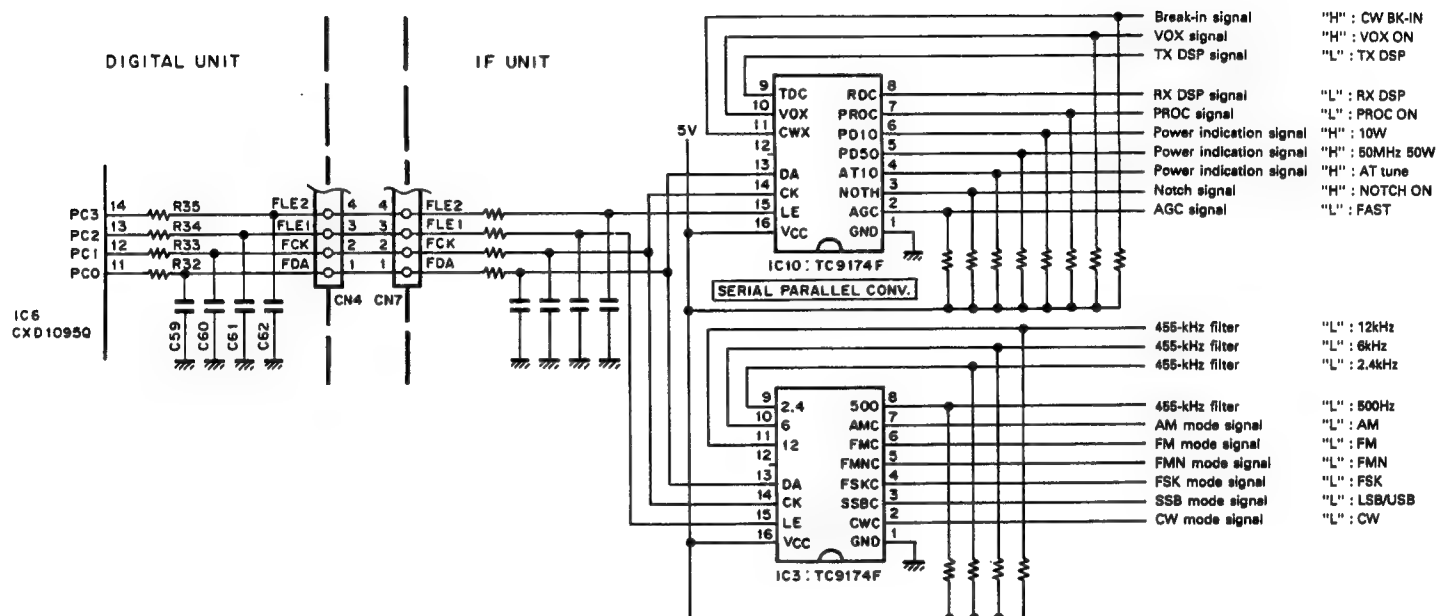 DIGITAL UNIT
IF UNIT
IC6
CXD1095Q
PC3 14 R35 FLE2 4 4 FLE2
PC2 13 R34 FLE1 3 3 FLE1
PC1 12 R33 FCK 2 2 FCK
PC0 11 R32 FDA 1 1 FDA
CN4 CN7
C59
C60
C61
C62
5V
9 TDC RDC 8
10 VOX PROC 7
11 CWX PD10 6
12 PD50 5
13 DA AT10 4
14 CK NOTH 3
15 LE AGC 2
16 VCC GND 1
IC10 : TC9174F
SERIAL PARALLEL CONV.
Break-in signal "H" : CW BK-IN
VOX signal "H" : VOX ON
TX DSP signal "L" : TX DSP
RX DSP signal "L" : RX DSP
PROC signal "L" : PROC ON
Power indication signal "H" : 10W
Power indication signal "H" : 50MHz 50W
Power indication signal "H" : AT tune
Notch signal "H" : NOTCH ON
AGC signal "L" : FAST
9 2.4 500 8
10 6 AMC 7
11 12 FMC 6
12 FMNC 5
13 DA FSKC 4
14 CK SSBC 3
15 LE CWC 2
16 VCC GND 1
IC3 : TC9174F
455-kHz filter "L" : 12kHz
455-kHz filter "L" : 6kHz
455-kHz filter "L" : 2.4kHz
455-kHz filter "L" : 500Hz
AM mode signal "L" : AM
FM mode signal "L" : FM
FMN mode signal "L" : FMN
FSK mode signal "L" : FSK
SSB mode signal "L" : LSB/USB
CW mode signal "L" : CW